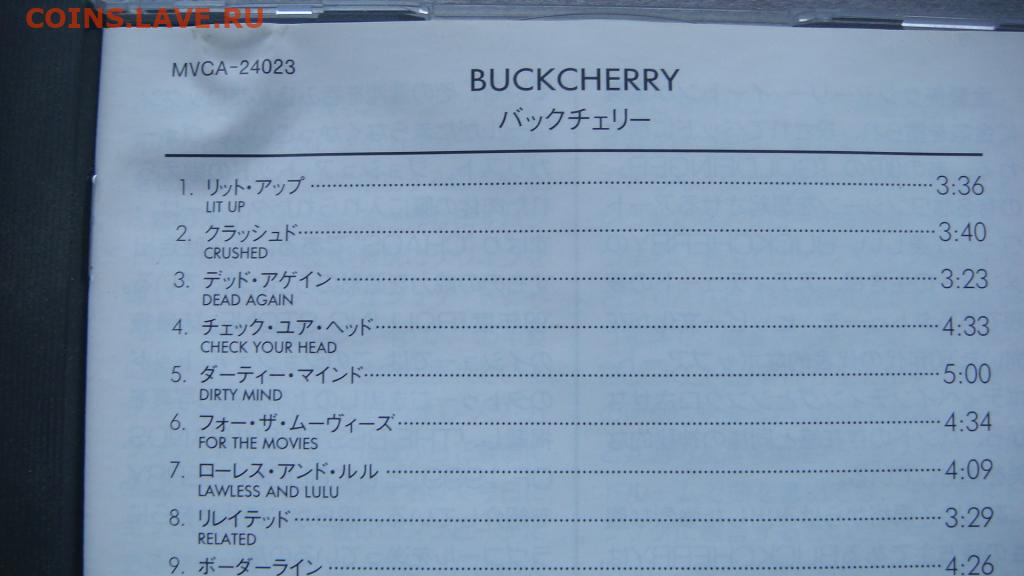 COINS.LAVE.RU
MVCA-24023
BUCKCHERRY
バックチェリー
1. リット・アップ 3:36
LIT UP
2. クラッシュド 3:40
CRUSHED
3. デッド・アゲイン 3:23
DEAD AGAIN
4. チェック・ユア・ヘッド 4:33
CHECK YOUR HEAD
5. ダーティー・マインド 5:00
DIRTY MIND
6. フォー・ザ・ムーヴィーズ 4:34
FOR THE MOVIES
7. ローレス・アンド・ルル 4:09
LAWLESS AND LULU
8. リレイテッド 3:29
RELATED
9. ボーダーライン 4:26